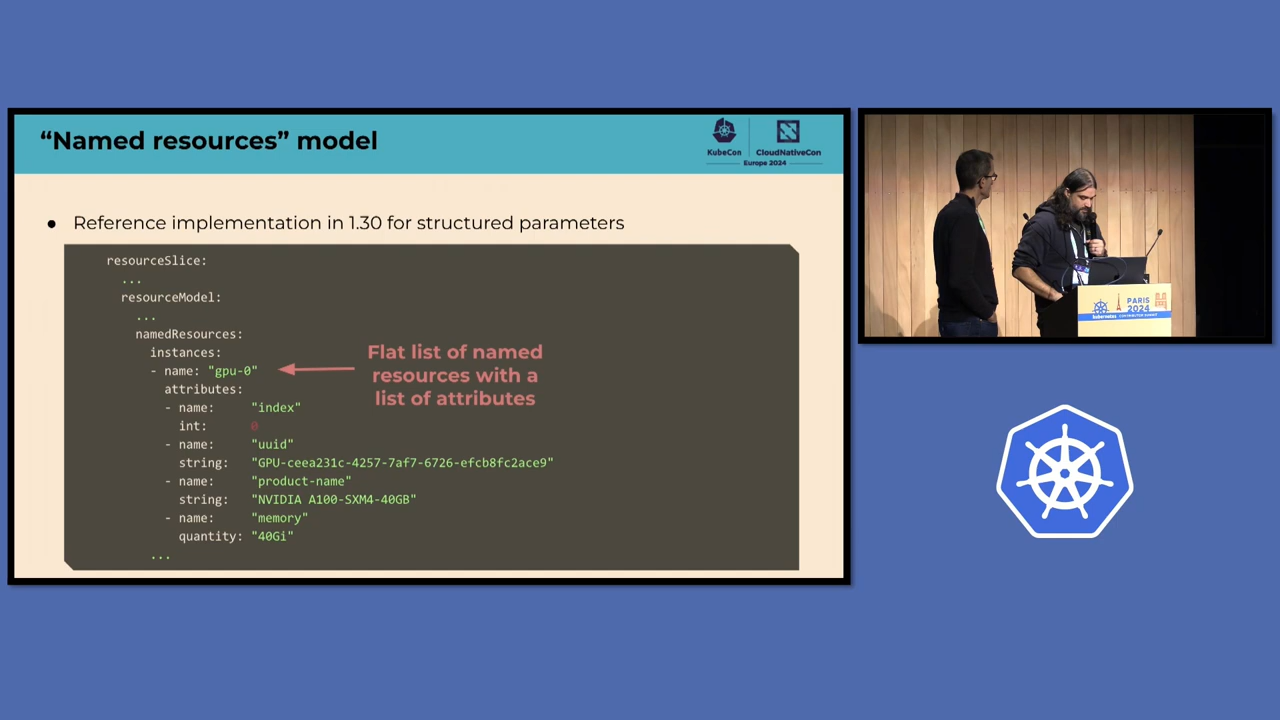 “Named resources” model
KubeCon
CloudNativeCon
Europe 2024
● Reference implementation in 1.30 for structured parameters
resourceSlice:
...
resourceModel:
...
namedResources:
instances:
- name: "gpu-0"
attributes:
- name: "index"
int: 0
- name: "uuid"
string: "GPU-ceea231c-4257-7af7-6726-efcb8fc2ace9"
- name: "product-name"
string: "NVIDIA A100-SXM4-40GB"
- name: "memory"
quantity: "40Gi"
...
Flat list of named
resources with a
list of attributes
PARIS
2024
kubernetes CONTRIBUTOR SUMMIT